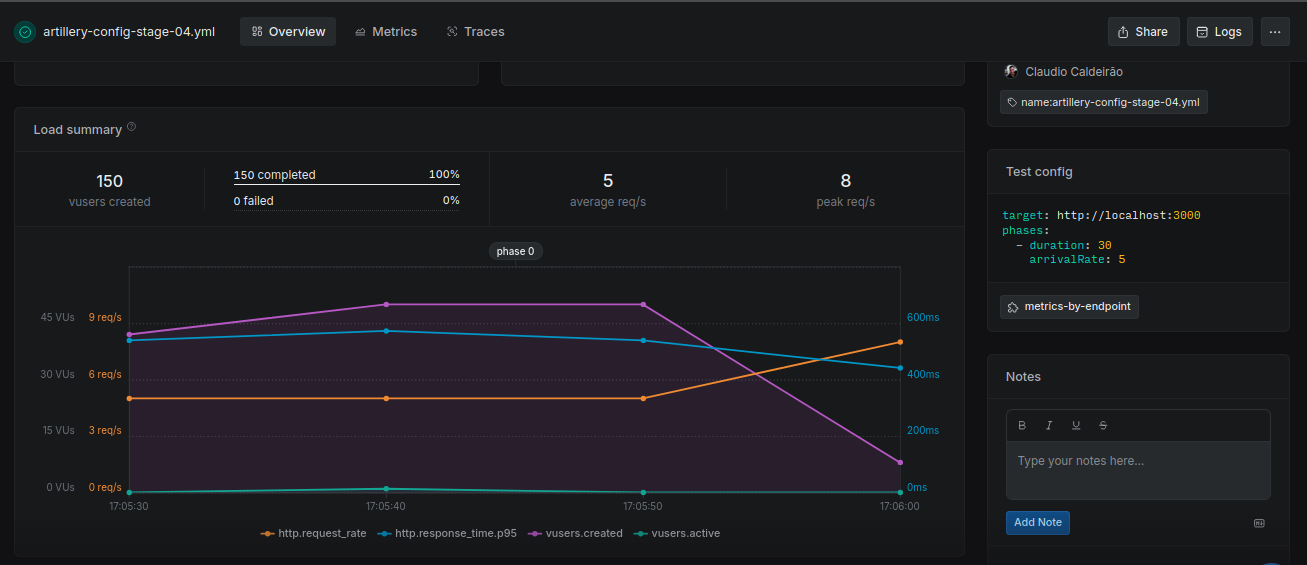 artillery-config-stage-04.yml
Overview
Metrics
Traces
Share
Logs
Claudio Caldeirão
name:artillery-config-stage-04.yml
Load summary
150
vusers created
150 completed 100%
0 failed 0%
5
average req/s
8
peak req/s
phase 0
45 VUs 9 req/s 600ms
30 VUs 6 req/s 400ms
15 VUs 3 req/s 200ms
0 VUs 0 req/s 0ms
17:05:30 17:05:40 17:05:50 17:06:00
http.request_rate http.response_time.p95 vusers.created vusers.active
Test config
target: http://localhost:3000
phases:
- duration: 30
arrivalRate: 5
metrics-by-endpoint
Notes
B I U S
Type your notes here...
Add Note